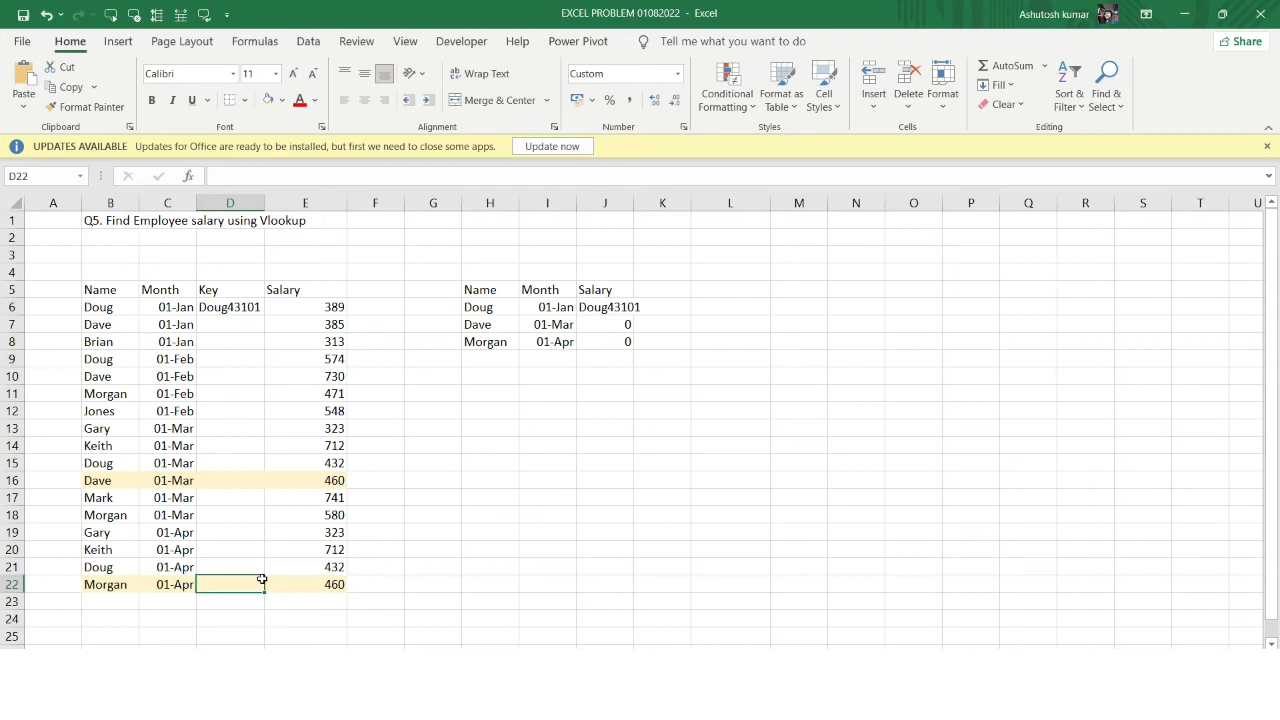 EXCEL PROBLEM 01082022 - Excel
Ashutosh kumar
File Home Insert Page Layout Formulas Data Review View Developer Help Power Pivot Tell me what you want to do Share
Paste
Cut
Copy
Format Painter
Clipboard
Calibri 11
B I U A
Font
Wrap Text
Merge & Center
Alignment
Custom
%
Number
Conditional Formatting
Format as Table
Cell Styles
Styles
Insert Delete Format
Cells
AutoSum
Fill
Clear
Sort & Filter
Find & Select
Editing
UPDATES AVAILABLE Updates for Office are ready to be installed, but first we need to close some apps. Update now
D22 fx
A B C D E F G H I J K L M N O P Q R S T U
1 Q5. Find Employee salary using Vlookup
2
3
4
5 Name Month Key Salary Name Month Salary
6 Doug 01-Jan Doug43101 389 Doug 01-Jan Doug43101
7 Dave 01-Jan 385 Dave 01-Mar 0
8 Brian 01-Jan 313 Morgan 01-Apr 0
9 Doug 01-Feb 574
10 Dave 01-Feb 730
11 Morgan 01-Feb 471
12 Jones 01-Feb 548
13 Gary 01-Mar 323
14 Keith 01-Mar 712
15 Doug 01-Mar 432
16 Dave 01-Mar 460
17 Mark 01-Mar 741
18 Morgan 01-Mar 580
19 Gary 01-Apr 323
20 Keith 01-Apr 712
21 Doug 01-Apr 432
22 Morgan 01-Apr 460
23
24
25